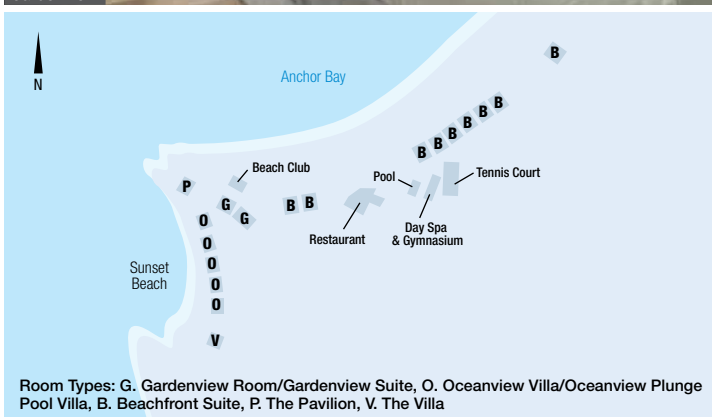 N
Anchor Bay
B
B B B B B B
Beach Club
Pool
Tennis Court
P
G
G
B B
O
O
O
O
O
Restaurant
Day Spa
& Gymnasium
Sunset
Beach
V
Room Types: G. Gardenview Room/Gardenview Suite, O. Oceanview Villa/Oceanview Plunge
Pool Villa, B. Beachfront Suite, P. The Pavilion, V. The Villa